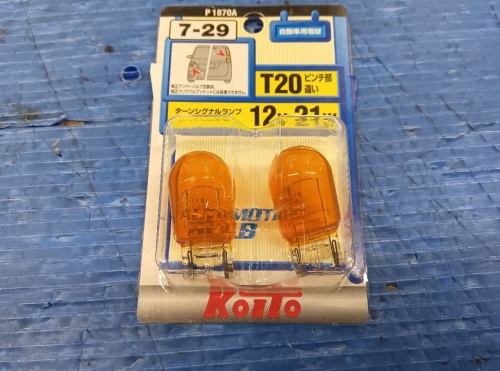 P1870A
7-29
自動車用電球
T20 ピンチ部違い
ターンシグナルランプ
12V 21W
Koito